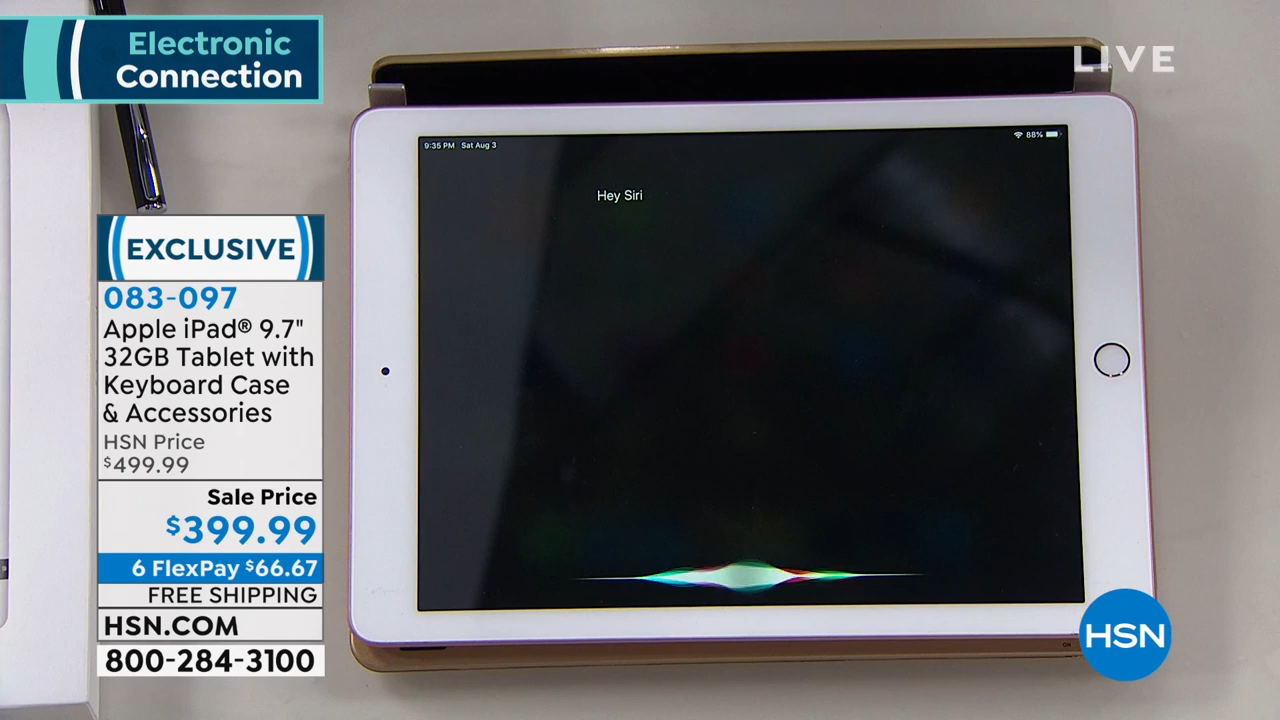 Electronic
Connection
LIVE
9:35 PM Sat Aug 3
88%
Hey Siri
EXCLUSIVE
083-097
Apple iPad® 9.7"
32GB Tablet with
Keyboard Case
& Accessories
HSN Price
$499.99
Sale Price
$399.99
6 FlexPay $66.67
FREE SHIPPING
HSN.COM
800-284-3100
HSN